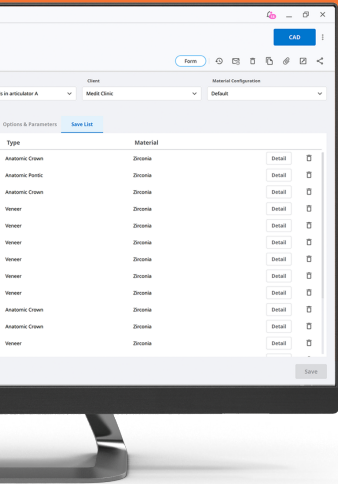 CAD
Form
Client
Material Configuration
s in articulator A
Medit Clinic
Default
Options & Parameters
Save List
Type
Material
Anatomic Crown
Zirconia
Detail
Anatomic Pontic
Zirconia
Detail
Anatomic Crown
Zirconia
Detail
Veneer
Zirconia
Detail
Veneer
Zirconia
Detail
Veneer
Zirconia
Detail
Veneer
Zirconia
Detail
Veneer
Zirconia
Detail
Veneer
Zirconia
Detail
Anatomic Crown
Zirconia
Detail
Anatomic Crown
Zirconia
Detail
Veneer
Zirconia
Detail
Save